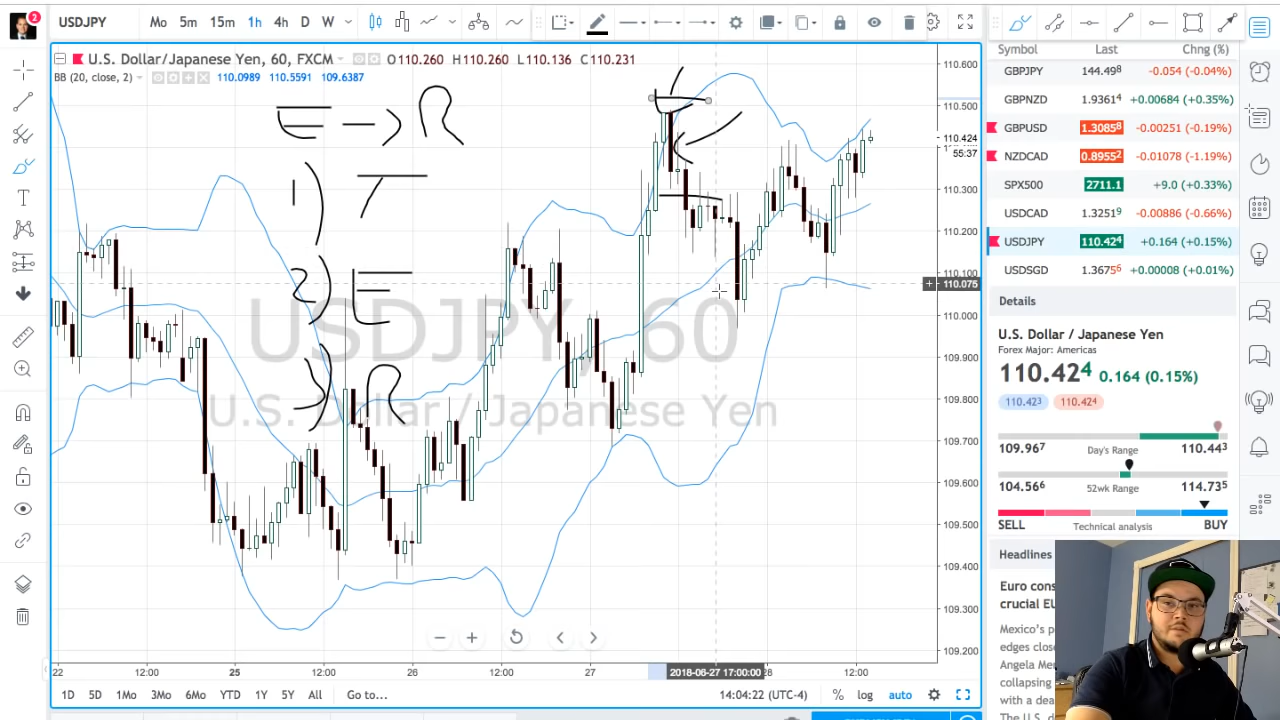 2
USDJPY
Mo 5m 15m 1h 4h D W
U.S. Dollar/Japanese Yen, 60, FXCM O 110.260 H 110.260 L 110.136 C 110.231
BB (20, close, 2) 110.0989 110.5591 109.6387
E → R
1) T
2) E
3) R
USDJPY, 60
U.S. Dollar / Japanese Yen
T
E
110.600
110.500
110.424
55.37
110.300
110.200
110.100
110.075
110.000
109.900
109.800
109.700
109.600
109.500
109.400
109.300
109.200
22 12:00 25 12:00 26 12:00 27 2018-06-27 17:00:00 28 12:00
1D 5D 1Mo 3Mo 6Mo YTD 1Y 5Y All Go to... 14:04:22 (UTC-4) % log auto
Symbol Last Chng (%)
GBPJPY 144.498 -0.054 (-0.04%)
GBPNZD 1.93614 +0.00684 (+0.35%)
GBPUSD 1.30858 -0.00251 (-0.19%)
NZDCAD 0.89552 -0.01078 (-1.19%)
SPX500 2711.1 +9.0 (+0.33%)
USDCAD 1.32519 -0.00886 (-0.66%)
USDJPY 110.424 +0.164 (+0.15%)
USDSGD 1.36756 +0.00008 (+0.01%)
Details
U.S. Dollar / Japanese Yen
Forex Major: Americas
110.424 0.164 (0.15%)
110.423 110.424
109.967 Day's Range 110.443
104.566 52wk Range 114.735
SELL Technical analysis BUY
Headlines
Euro cons
crucial EU
Mexico's p
edges close
Angela Me
collapsing
with a dea
The U.S. d